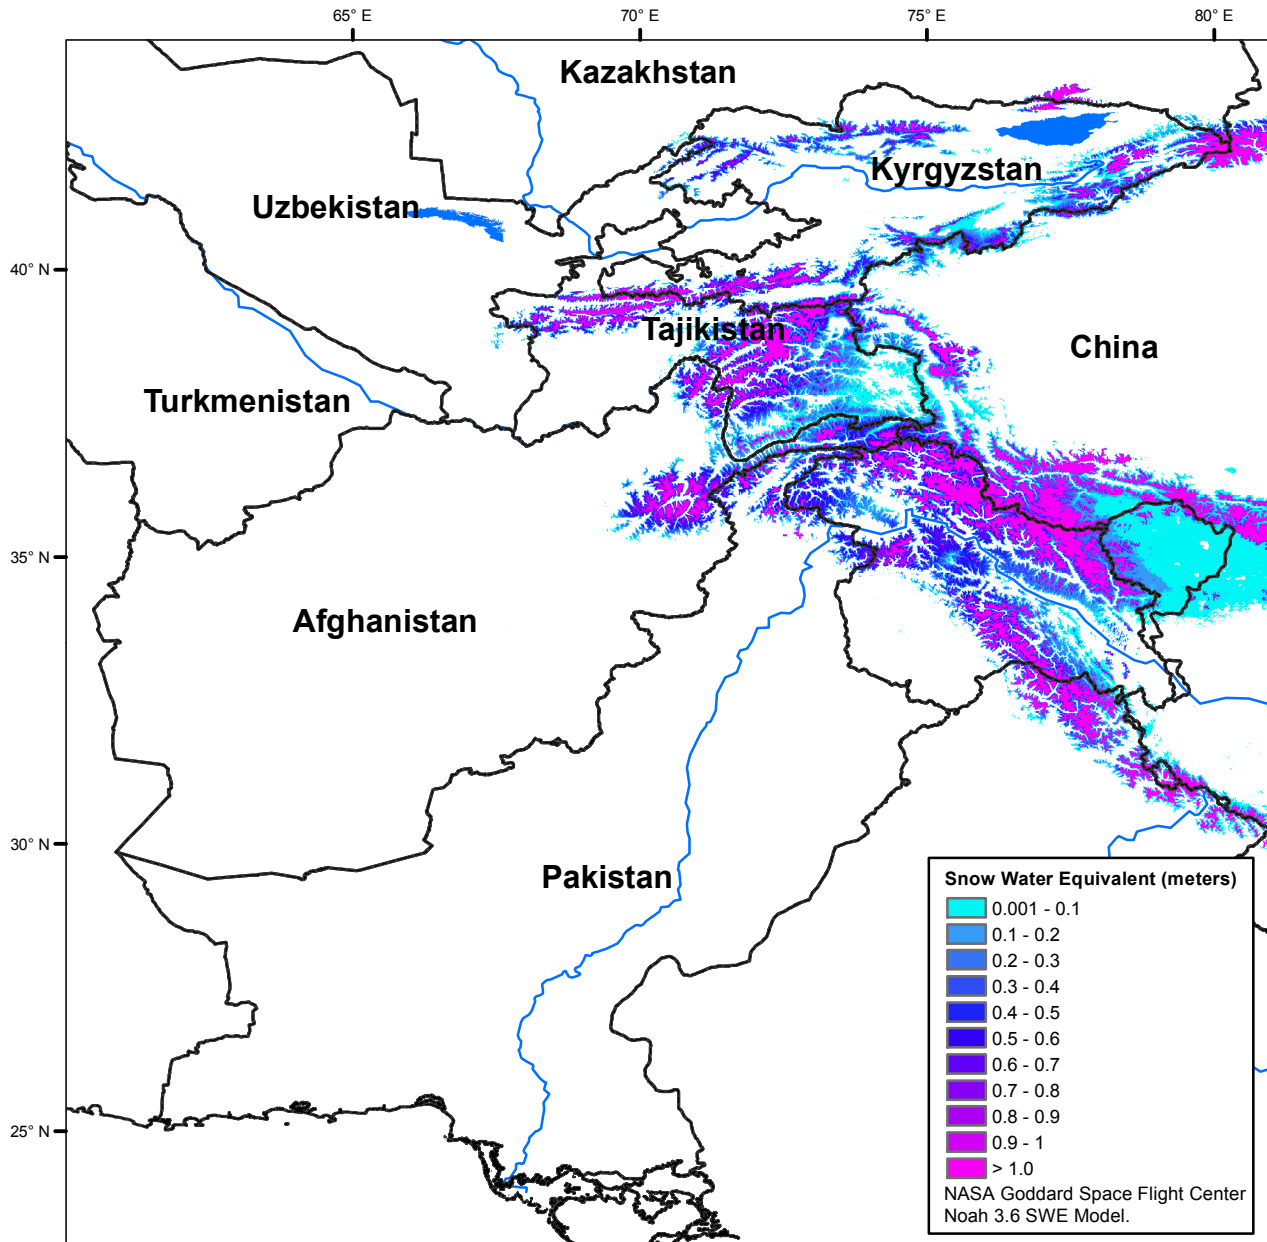 65° E
70° E
75° E
80° E
Kazakhstan
Kyrgyzstan
Uzbekistan
40° N
Tajikistan
China
Turkmenistan
35° N
Afghanistan
30° N
Pakistan
25° N
Snow Water Equivalent (meters)
0.001 - 0.1
0.1 - 0.2
0.2 - 0.3
0.3 - 0.4
0.4 - 0.5
0.5 - 0.6
0.6 - 0.7
0.7 - 0.8
0.8 - 0.9
0.9 - 1
> 1.0
NASA Goddard Space Flight Center
Noah 3.6 SWE Model.